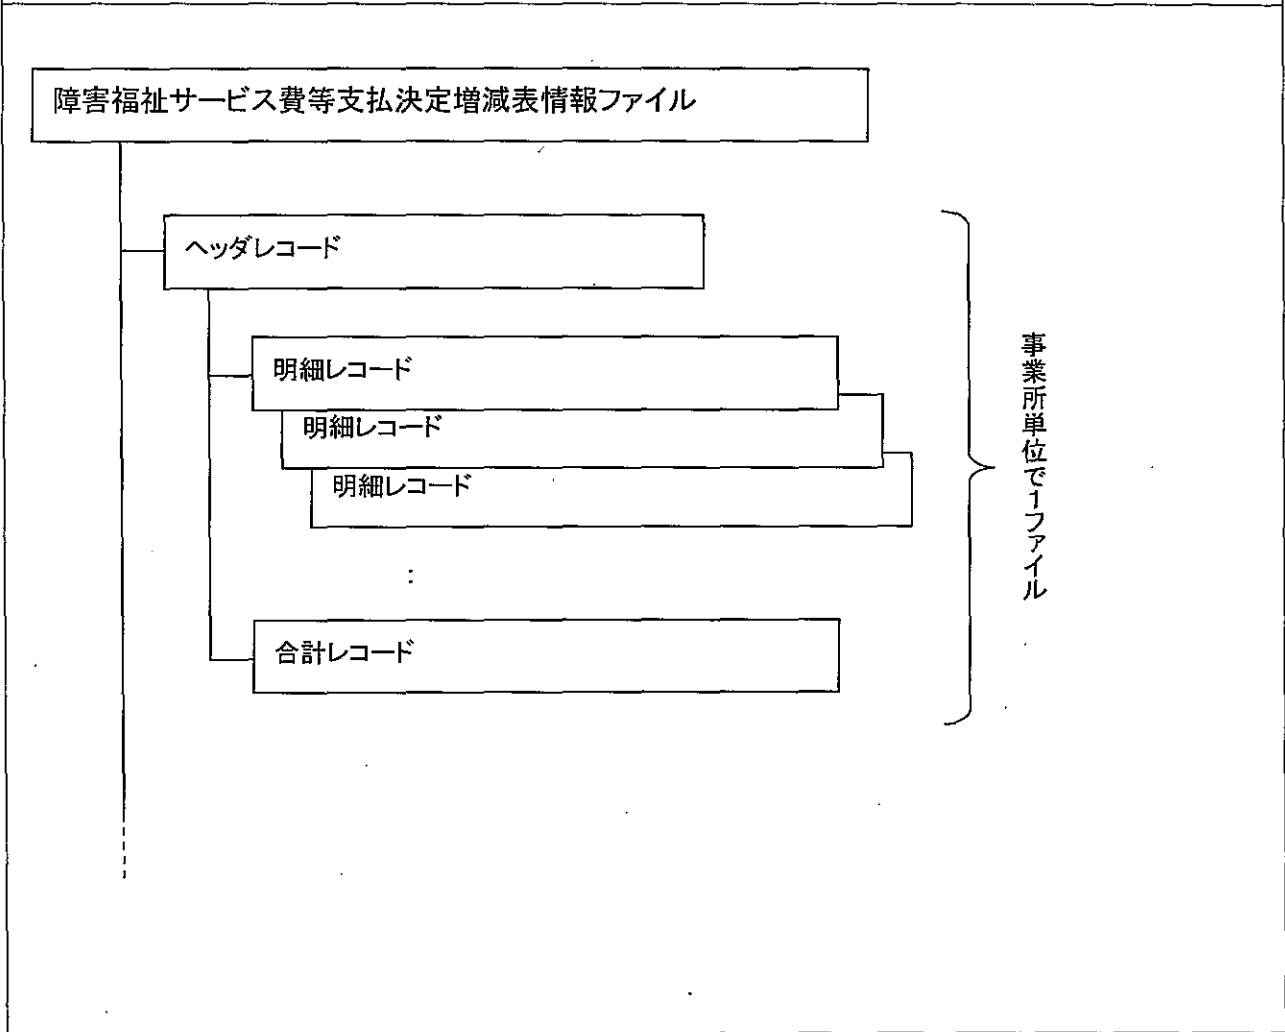 障害福祉サービス費等支払決定増減表情報ファイル
ヘッダレコード
明細レコード
明細レコード
明細レコード
:
合計レコード
事業所単位で1ファイル